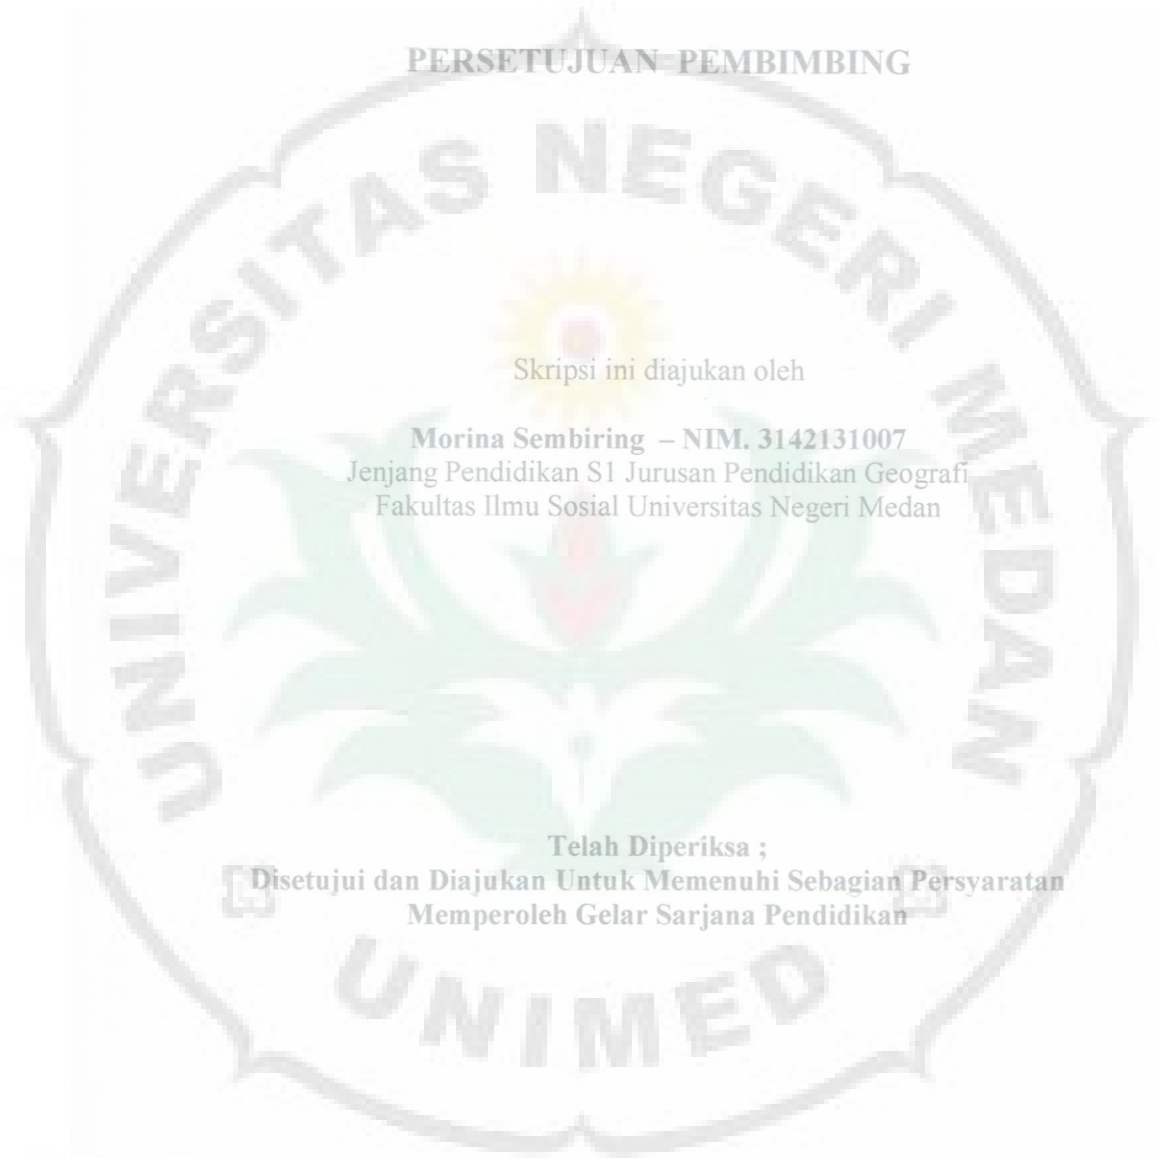 PERSETUJUAN PEMBIMBING
UNIVERSITAS NEGERI MEDAN
Skripsi ini diajukan oleh
Morina Sembiring – NIM. 3142131007
Jenjang Pendidikan S1 Jurusan Pendidikan Geografi
Fakultas Ilmu Sosial Universitas Negeri Medan
Telah Diperiksa ;
Disetujui dan Diajukan Untuk Memenuhi Sebagian Persyaratan
Memperoleh Gelar Sarjana Pendidikan
UNIMED